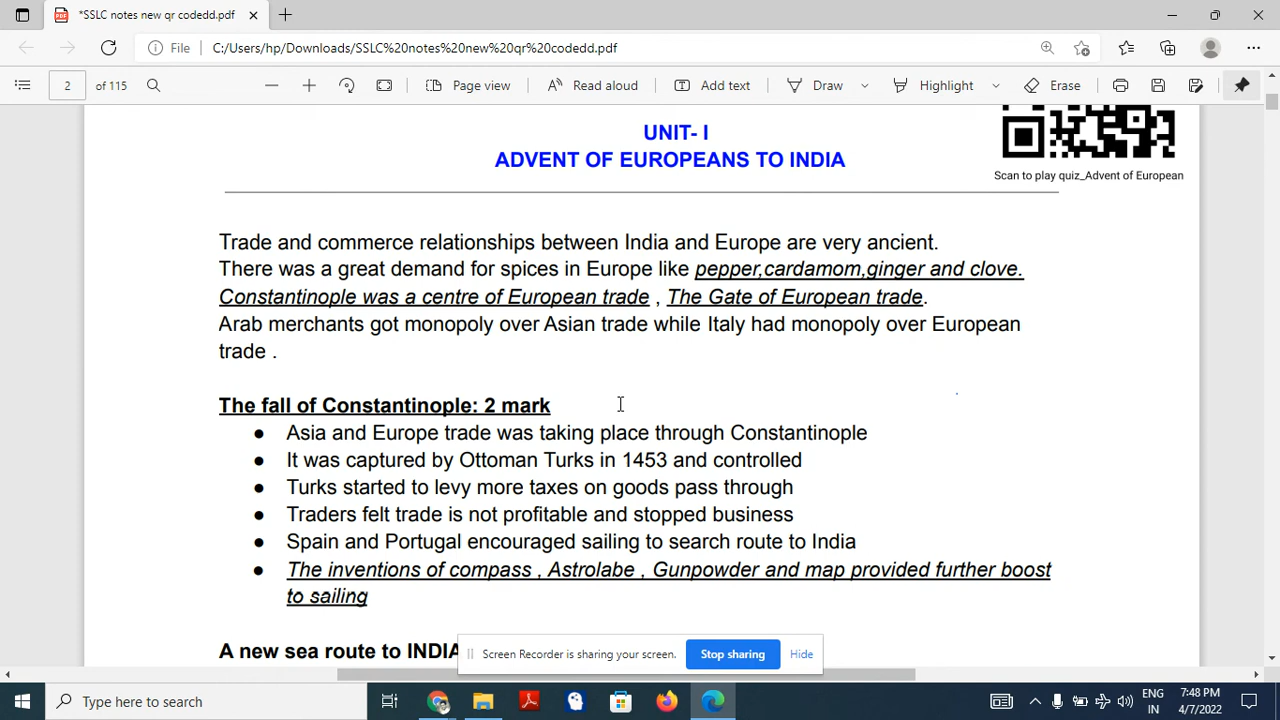 *SSLC notes new qr codedd.pdf
File C:/Users/hp/Downloads/SSLC%20notes%20new%20qr%20codedd.pdf
2 of 115 Page view Read aloud Add text Draw Highlight Erase
UNIT- I
ADVENT OF EUROPEANS TO INDIA
Scan to play quiz_Advent of European
Trade and commerce relationships between India and Europe are very ancient.
There was a great demand for spices in Europe like pepper,cardamom,ginger and clove.
Constantinople was a centre of European trade , The Gate of European trade.
Arab merchants got monopoly over Asian trade while Italy had monopoly over European
trade .
The fall of Constantinople: 2 mark
● Asia and Europe trade was taking place through Constantinople
● It was captured by Ottoman Turks in 1453 and controlled
● Turks started to levy more taxes on goods pass through
● Traders felt trade is not profitable and stopped business
● Spain and Portugal encouraged sailing to search route to India
● The inventions of compass , Astrolabe , Gunpowder and map provided further boost
to sailing
A new sea route to INDIA
Screen Recorder is sharing your screen. Stop sharing Hide
Type here to search
ENG
IN
7:48 PM
4/7/2022